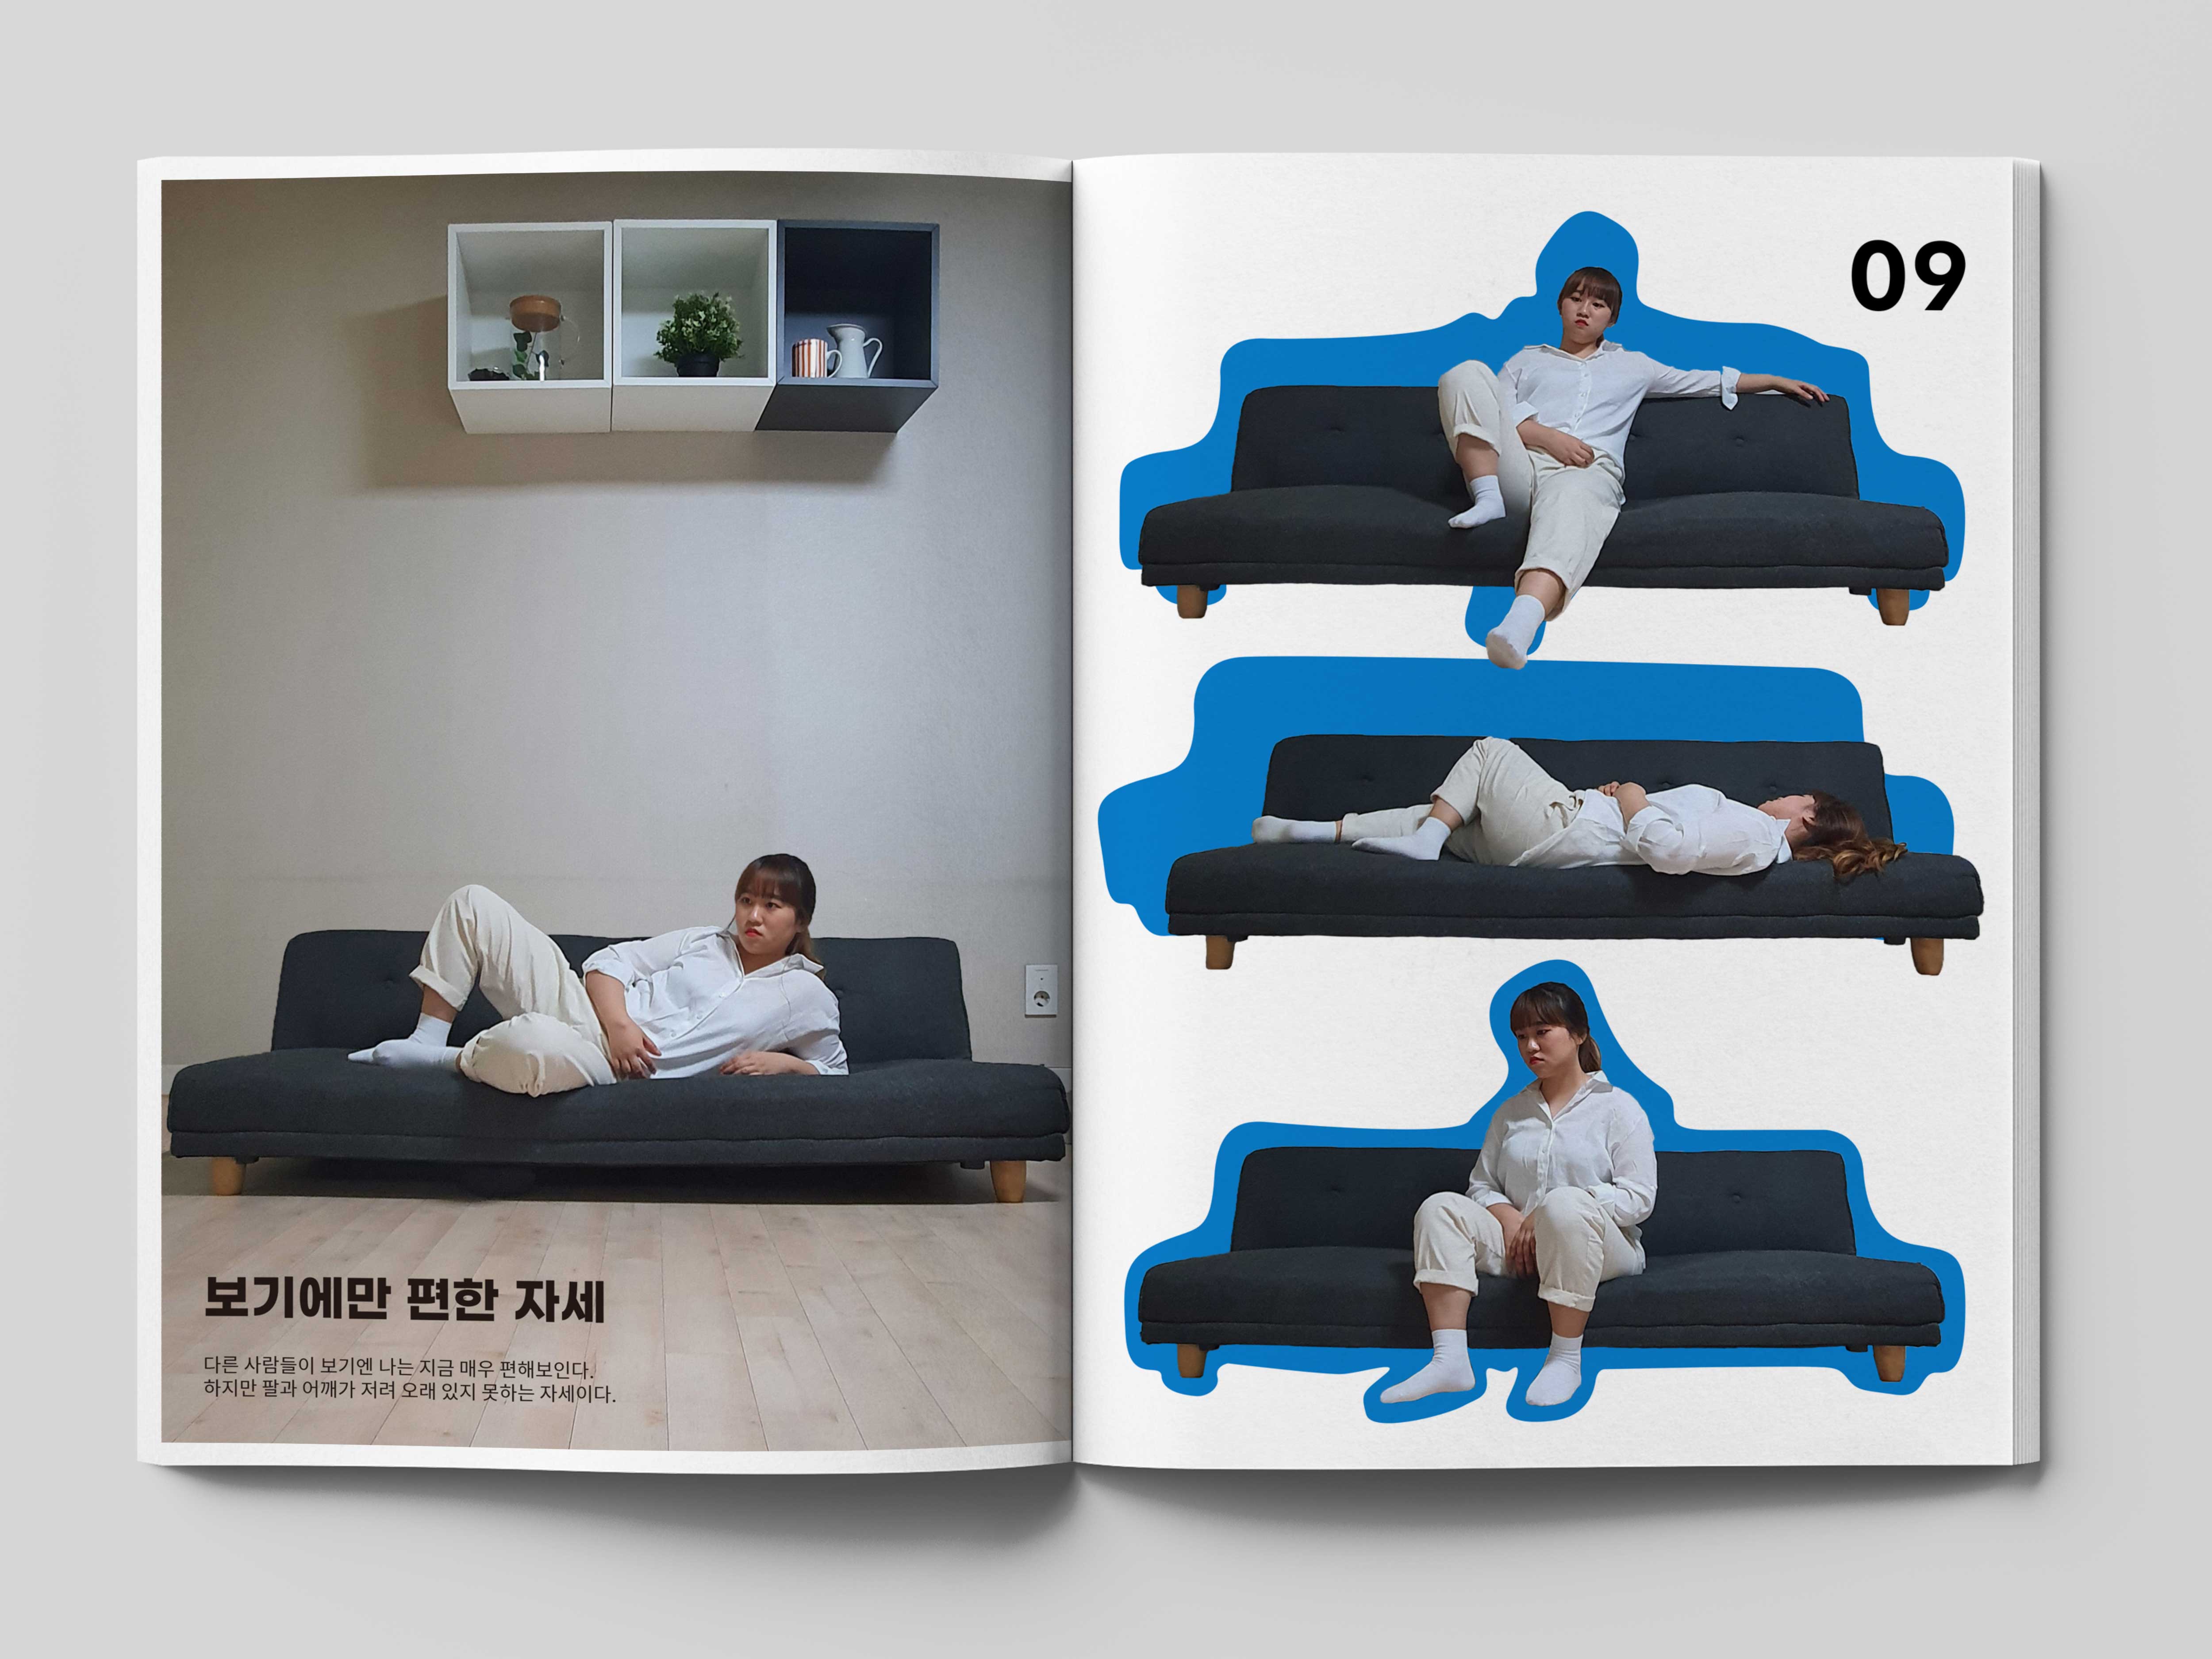 보기에만 편한 자세
다른 사람들이 보기엔 나는 지금 매우 편해보인다.
하지만 팔과 어깨가 저려 오래 있지 못하는 자세이다.
09